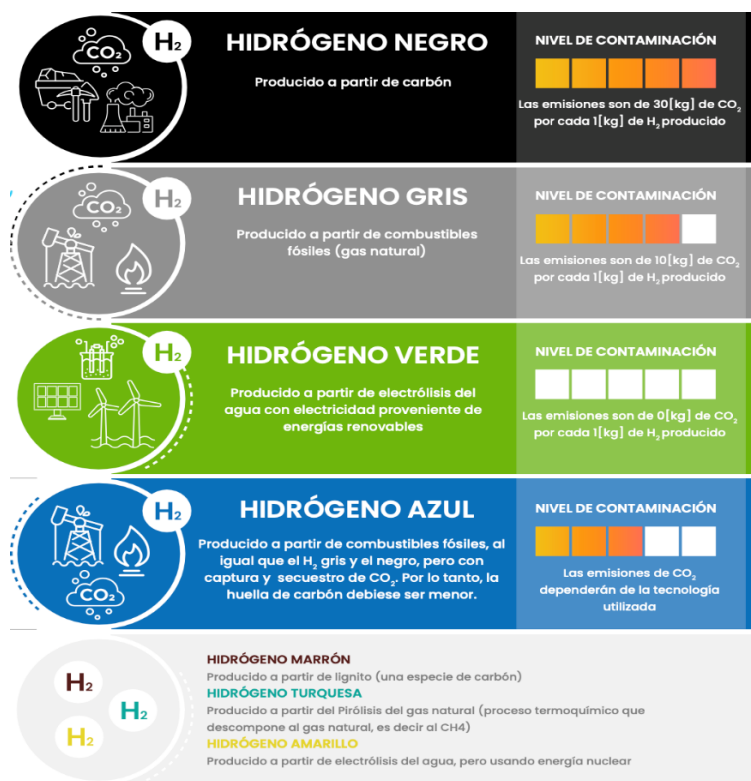 CO₂
H₂
HIDRÓGENO NEGRO
Producido a partir de carbón
NIVEL DE CONTAMINACIÓN
Las emisiones son de 30[kg] de CO₂
por cada 1[kg] de H₂ producido
CO₂
H₂
HIDRÓGENO GRIS
Producido a partir de combustibles
fósiles (gas natural)
NIVEL DE CONTAMINACIÓN
Las emisiones son de 10[kg] de CO₂
por cada 1[kg] de H₂ producido
H₂
HIDRÓGENO VERDE
Producido a partir de electrólisis del
agua con electricidad proveniente de
energías renovables
NIVEL DE CONTAMINACIÓN
Las emisiones son de 0[kg] de CO₂
por cada 1[kg] de H₂ producido
H₂
CO₂
HIDRÓGENO AZUL
Producido a partir de combustibles fósiles, al
igual que el H₂ gris y el negro, pero con
captura y secuestro de CO₂. Por lo tanto, la
huella de carbón debiese ser menor.
NIVEL DE CONTAMINACIÓN
Las emisiones de CO₂
dependerán de la tecnología
utilizada
H₂
H₂
H₂
HIDRÓGENO MARRÓN
Producido a partir de lignito (una especie de carbón)
HIDRÓGENO TURQUESA
Producido a partir del Pirólisis del gas natural (proceso termoquímico que
descompone al gas natural, es decir al CH4)
HIDRÓGENO AMARILLO
Producido a partir de electrólisis del agua, pero usando energía nuclear